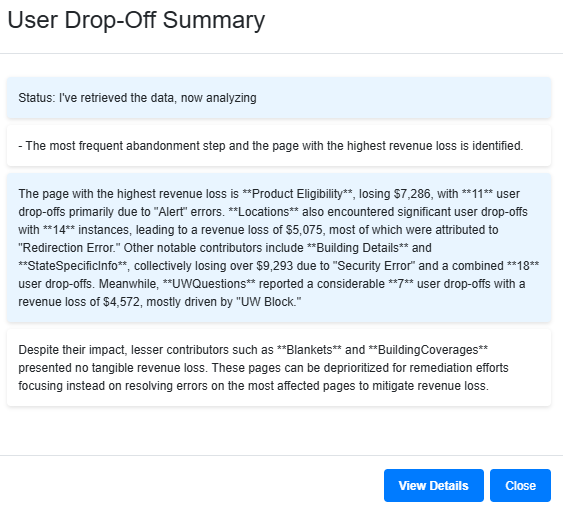 User Drop-Off Summary
Status: I've retrieved the data, now analyzing
- The most frequent abandonment step and the page with the highest revenue loss is identified.
The page with the highest revenue loss is **Product Eligibility**, losing $7,286, with **11** user
drop-offs primarily due to "Alert" errors. **Locations** also encountered significant user drop-offs
with **14** instances, leading to a revenue loss of $5,075, most of which were attributed to
"Redirection Error." Other notable contributors include **Building Details** and
**StateSpecificInfo**, collectively losing over $9,293 due to "Security Error" and a combined **18**
user drop-offs. Meanwhile, **UWQuestions** reported a considerable **7** user drop-offs with a
revenue loss of $4,572, mostly driven by "UW Block."
Despite their impact, lesser contributors such as **Blankets** and **BuildingCoverages**
presented no tangible revenue loss. These pages can be deprioritized for remediation efforts
focusing instead on resolving errors on the most affected pages to mitigate revenue loss.
View Details
Close